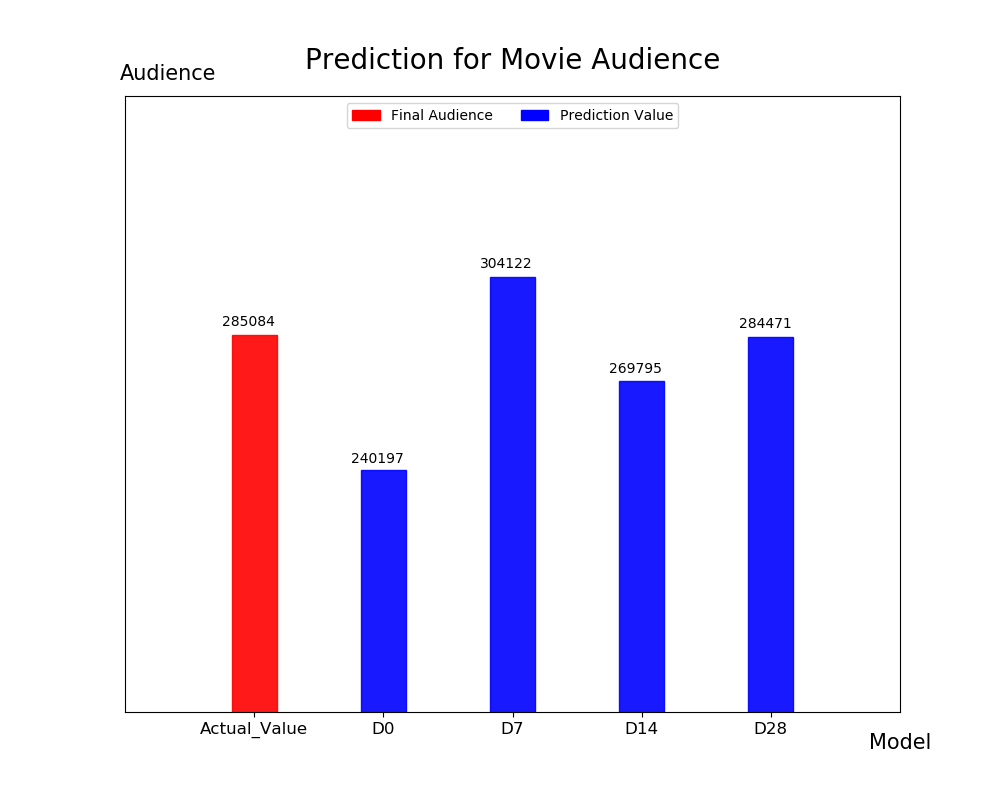 Prediction for Movie Audience
Audience
Final Audience
Prediction Value
304122
285084
284471
269795
240197
Actual_Value
D0
D7
D14
D28
Model